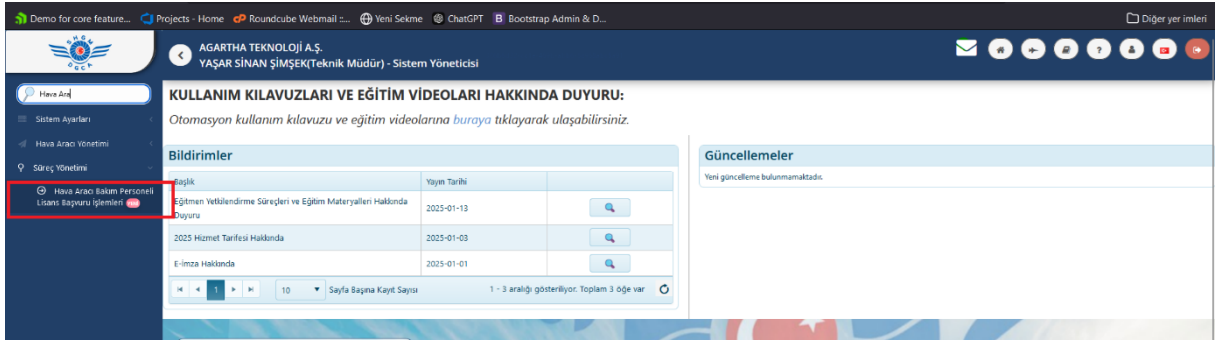 Demo for core feature...
Projects - Home
Roundcube Webmail ::...
Yeni Sekme
ChatGPT
Bootstrap Admin & D...
Diğer yer imleri
SHGM
DGCA
AGARTHA TEKNOLOJİ A.Ş.
YAŞAR SİNAN ŞİMŞEK(Teknik Müdür) - Sistem Yöneticisi
Hava Ara
Sistem Ayarları
Hava Aracı Yönetimi
Süreç Yönetimi
Hava Aracı Bakım Personeli
Lisans Başvuru İşlemleri
KULLANIM KILAVUZLARI VE EĞİTİM VİDEOLARI HAKKINDA DUYURU:
Otomasyon kullanım kılavuzu ve eğitim videolarına buraya tıklayarak ulaşabilirsiniz.
Bildirimler
Başlık
Yayın Tarihi
Eğitmen Yetkilendirme Süreçleri ve Eğitim Materyalleri Hakkında
Duyuru
2025-01-13
2025 Hizmet Tarifesi Hakkında
2025-01-03
E-İmza Hakkında
2025-01-01
1
10
Sayfa Başına Kayıt Sayısı
1 - 3 aralığı gösteriliyor. Toplam 3 öğe var
Güncellemeler
Yeni güncelleme bulunmamaktadır.